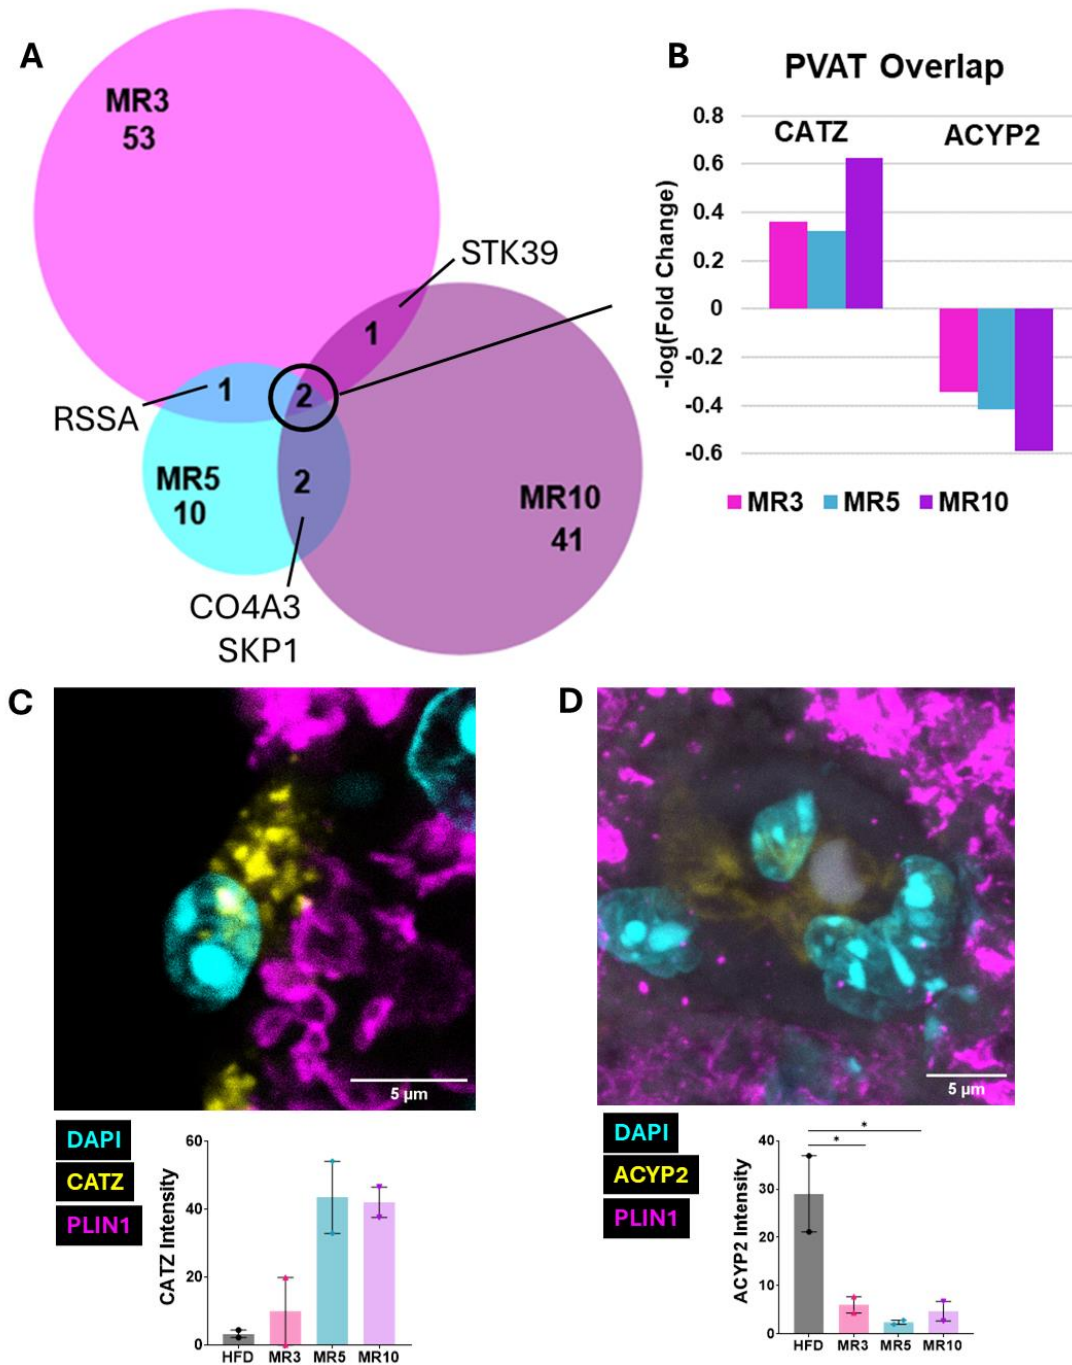 A
MR3
53
STK39
1
1
2
RSSA
MR5
10
2
MR10
41
CO4A3
SKP1
B
PVAT Overlap
CATZ
ACYP2
-log(Fold Change)
0.8
0.6
0.4
0.2
0
-0.2
-0.4
-0.6
MR3 MR5 MR10
C
5 µm
DAPI
CATZ
PLIN1
CATZ Intensity
60
40
20
0
HFD MR3 MR5 MR10
D
5 µm
DAPI
ACYP2
PLIN1
ACYP2 Intensity
40
30
20
10
0
*
*
HFD MR3 MR5 MR10